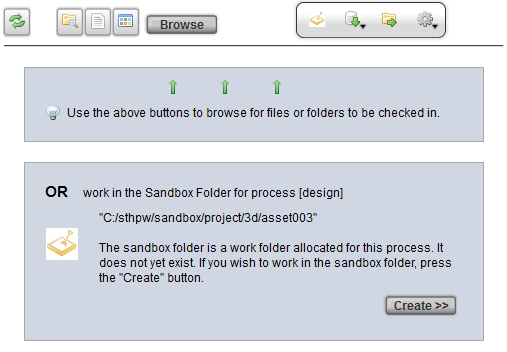 Browse
Use the above buttons to browse for files or folders to be checked in.
OR work in the Sandbox Folder for process [design]
"C:/sthpw/sandbox/project/3d/asset003"
The sandbox folder is a work folder allocated for this process. It
does not yet exist. If you wish to work in the sandbox folder, press
the "Create" button.
Create >>